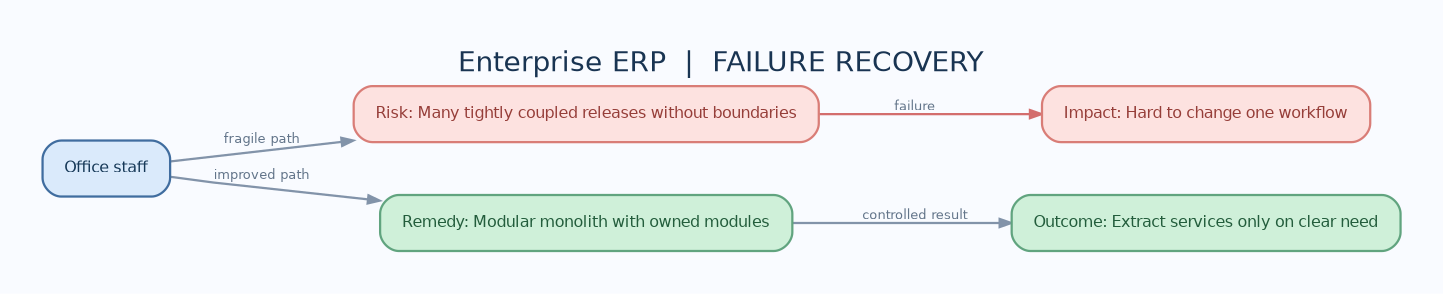 Enterprise ERP | FAILURE RECOVERY
Office staff
fragile path
Risk: Many tightly coupled releases without boundaries
failure
Impact: Hard to change one workflow
improved path
Remedy: Modular monolith with owned modules
controlled result
Outcome: Extract services only on clear need